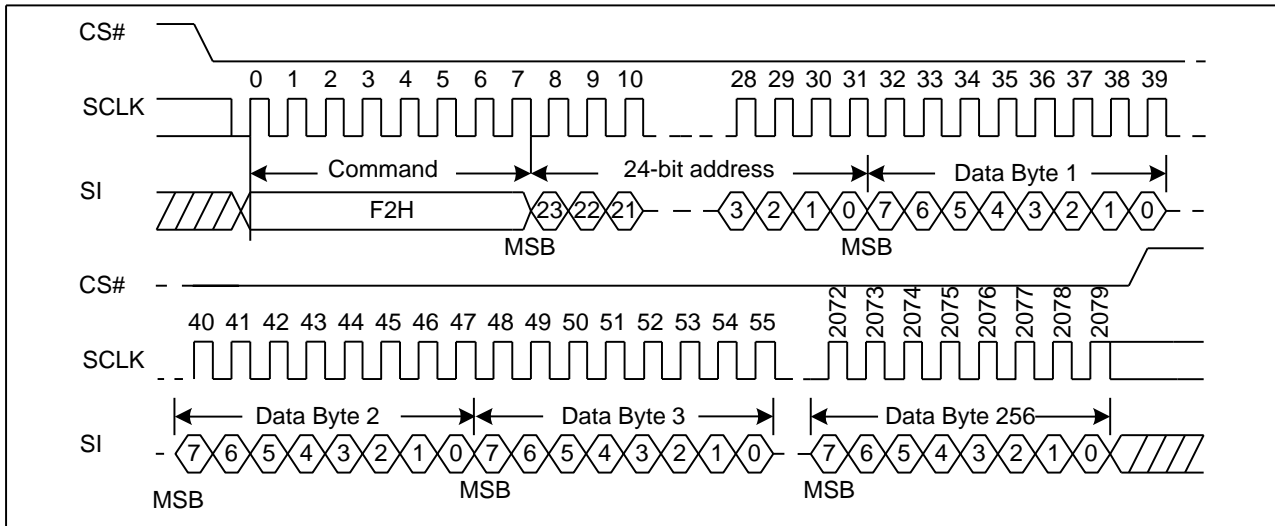 CS#
0 1 2 3 4 5 6 7 8 9 10 28 29 30 31 32 33 34 35 36 37 38 39
SCLK
Command 24-bit address Data Byte 1
SI
F2H 23 22 21 3 2 1 0 7 6 5 4 3 2 1 0
MSB MSB
CS#
40 41 42 43 44 45 46 47 48 49 50 51 52 53 54 55 2072 2073 2074 2075 2076 2077 2078 2079
SCLK
Data Byte 2 Data Byte 3 Data Byte 256
SI
7 6 5 4 3 2 1 0 7 6 5 4 3 2 1 0 7 6 5 4 3 2 1 0
MSB MSB MSB